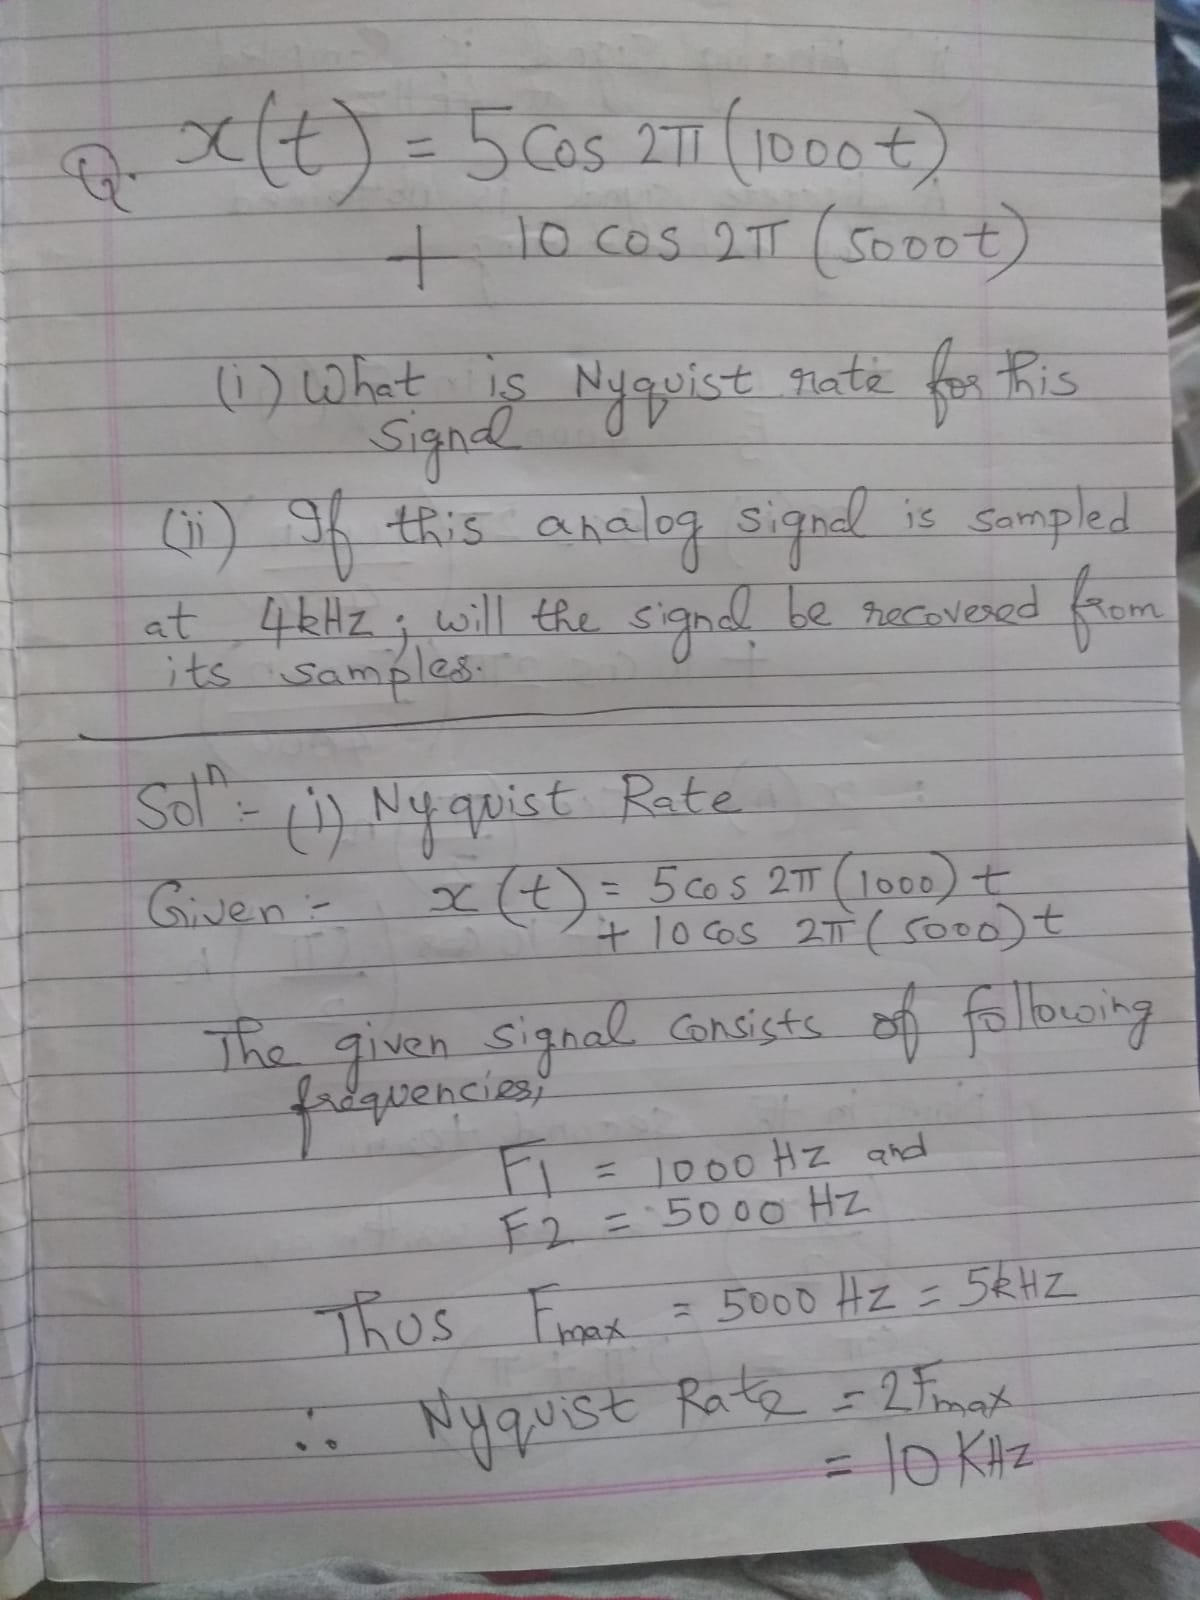 Q. x(t) = 5 Cos 2π (1000t)
+ 10 cos 2π (5000t)
(i) What is Nyquist rate for this
Signal
(ii) If this analog signal is sampled
at 4kHz; will the signal be recovered from
its samples.
Solⁿ:- (i) Nyquist Rate
Given :- x(t) = 5cos 2π (1000) t
+ 10 cos 2π (5000) t
The given signal consists of following
frequencies,
F1 = 1000 HZ and
F2 = 5000 HZ
Thus Fmax = 5000 HZ = 5kHZ
∴ Nyquist Rate = 2Fmax
= 10 KHZ